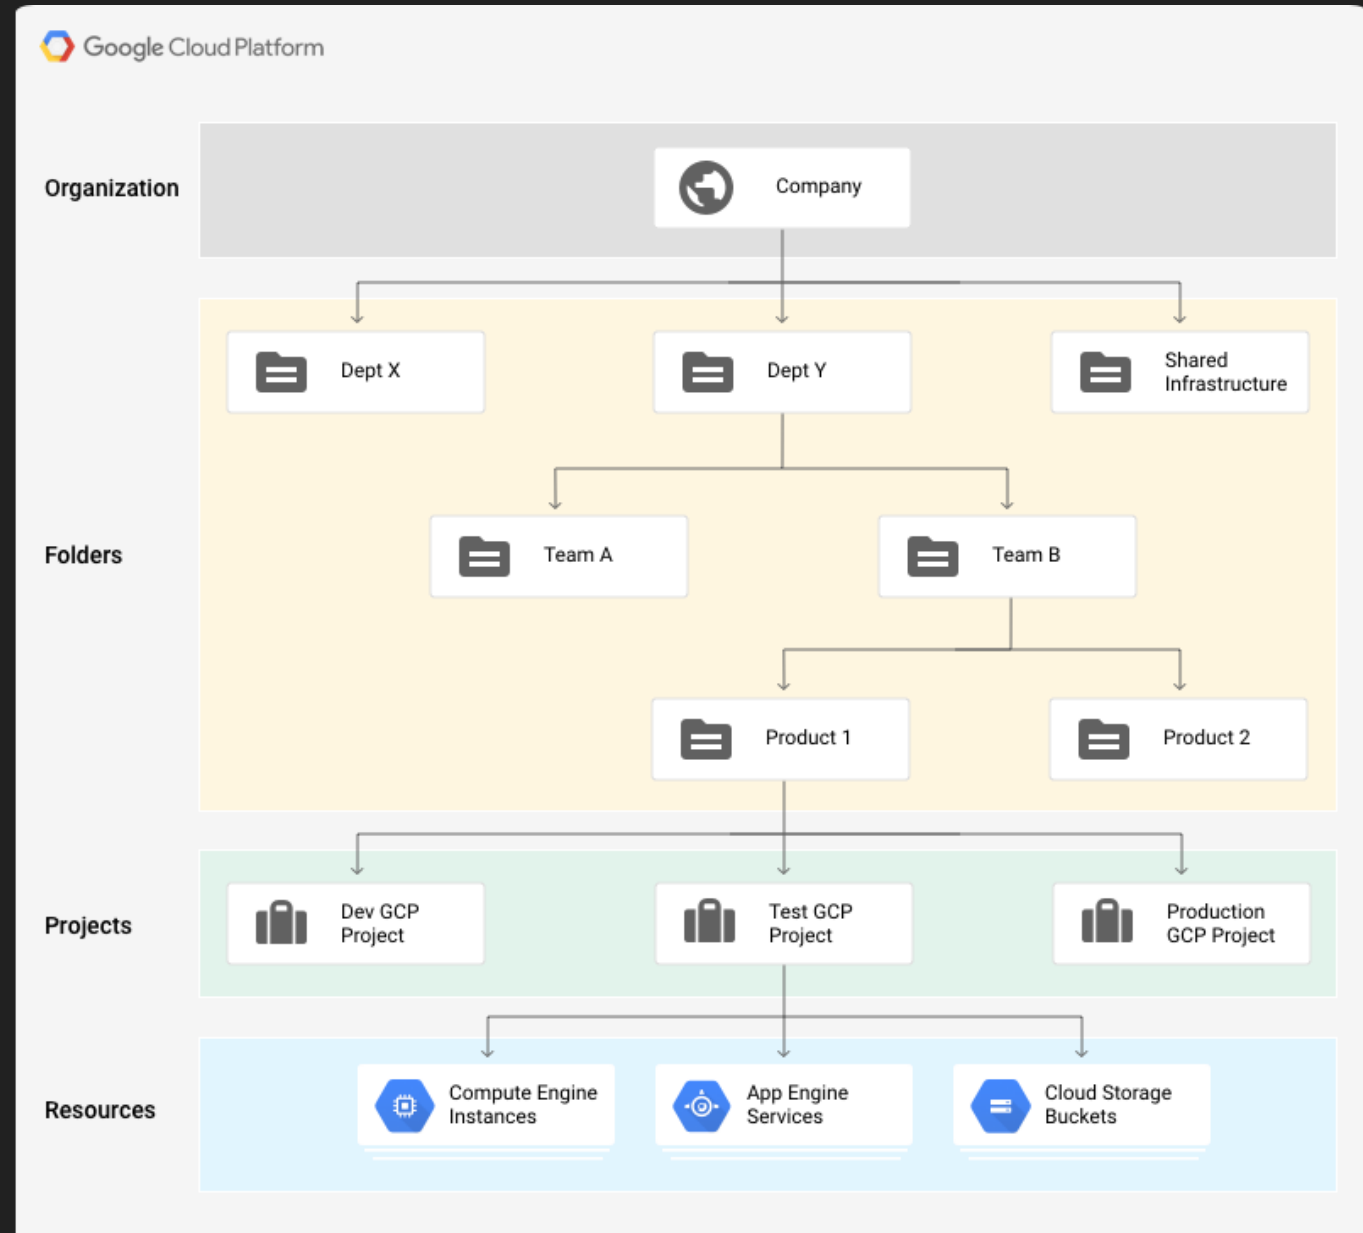 Google Cloud Platform
Organization
Company
Dept X
Dept Y
Shared
Infrastructure
Folders
Team A
Team B
Product 1
Product 2
Projects
Dev GCP
Project
Test GCP
Project
Production
GCP Project
Resources
Compute Engine
Instances
App Engine
Services
Cloud Storage
Buckets